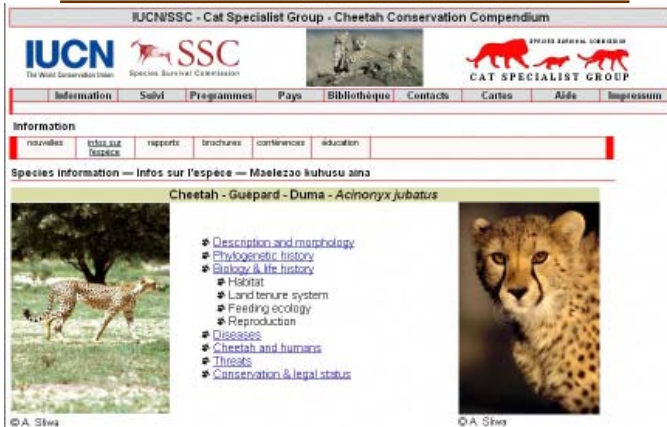 IUCN/SSC - Cat Specialist Group - Cheetah Conservation Compendium
IUCN
The World Conservation Union
SSC
Species Survival Commission
SPECIES SURVIVAL COMMISSION
CAT SPECIALIST GROUP
Information Suivi Programmes Pays Bibliothèque Contacts Cartes Aide Impressum
Information
nouvelles infos sur l'espèce rapports brochures conférences éducation
Species information — Infos sur l'espèce — Maelezao kuhusu aina
Cheetah - Guépard - Duma - Acinonyx jubatus
Description and morphology
Phylogenetic history
Biology & life history
Habitat
Land tenure system
Feeding ecology
Reproduction
Diseases
Cheetah and humans
Threats
Conservation & legal status
© A. Sliwa
© A. Sliwa